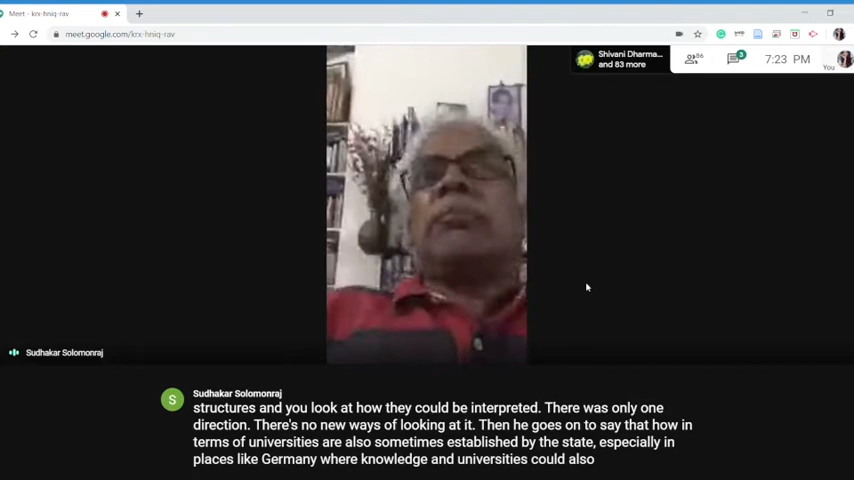 Meet - krx-hniq-rav
meet.google.com/krx-hniq-rav
Shivani Dharma...
and 83 more
86
3
7:23 PM
You
Sudhakar Solomonraj
S
Sudhakar Solomonraj
structures and you look at how they could be interpreted. There was only one
direction. There's no new ways of looking at it. Then he goes on to say that how in
terms of universities are also sometimes established by the state, especially in
places like Germany where knowledge and universities could also